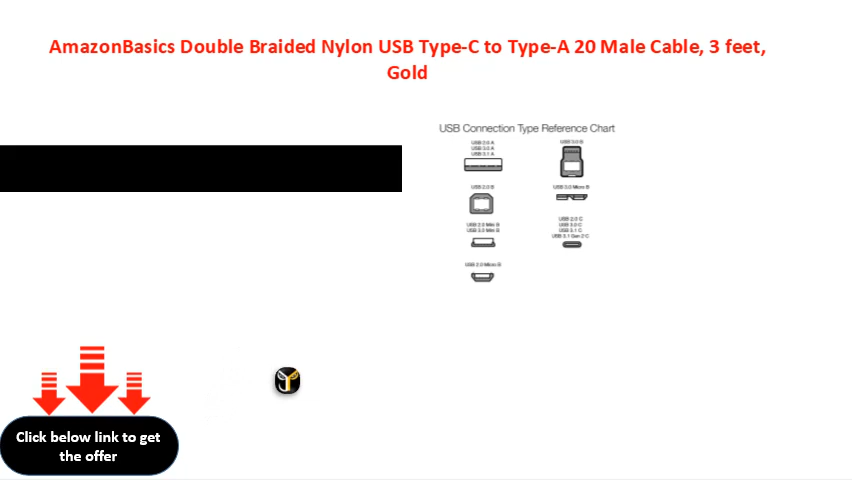 AmazonBasics Double Braided Nylon USB Type-C to Type-A 20 Male Cable, 3 feet,
Gold
USB Connection Type Reference Chart
USB 2.0 A
USB 3.0 A
USB 3.1 A
USB 3.0 B
USB 2.0 B
USB 3.0 Micro B
USB 2.0 Mini B
USB 3.0 Mini B
USB 2.0 C
USB 3.0 C
USB 3.1 C
USB 3.1 Gen 2 C
USB 2.0 Micro B
Click below link to get
the offer